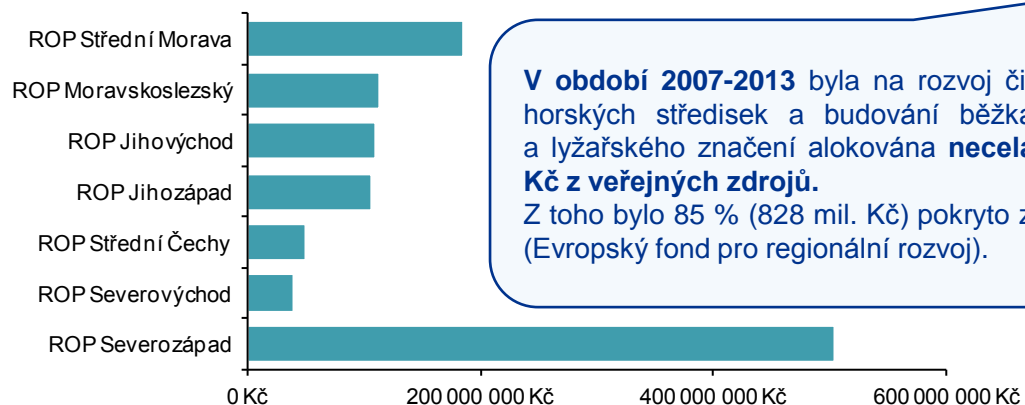 ROP Střední Morava
ROP Moravskoslezský
ROP Jihovýchod
ROP Jihozápad
ROP Střední Čechy
ROP Severovýchod
ROP Severozápad
0 Kč
200 000 000 Kč
400 000 000 Kč
600 000 000 Kč
V období 2007-2013 byla na rozvoj
horských středisek a budování
a lyžařského značení alokována
Kč z veřejných zdrojů.
Z toho bylo 85 % (828 mil. Kč) pokryto
(Evropský fond pro regionální rozvoj).